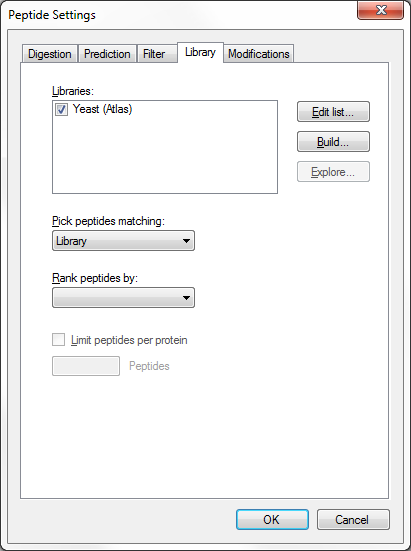 Peptide Settings
Digestion Prediction Filter Library Modifications
Libraries:
Yeast (Atlas)
Edit list...
Build...
Explore...
Pick peptides matching:
Library
Rank peptides by:
Limit peptides per protein
Peptides
OK Cancel